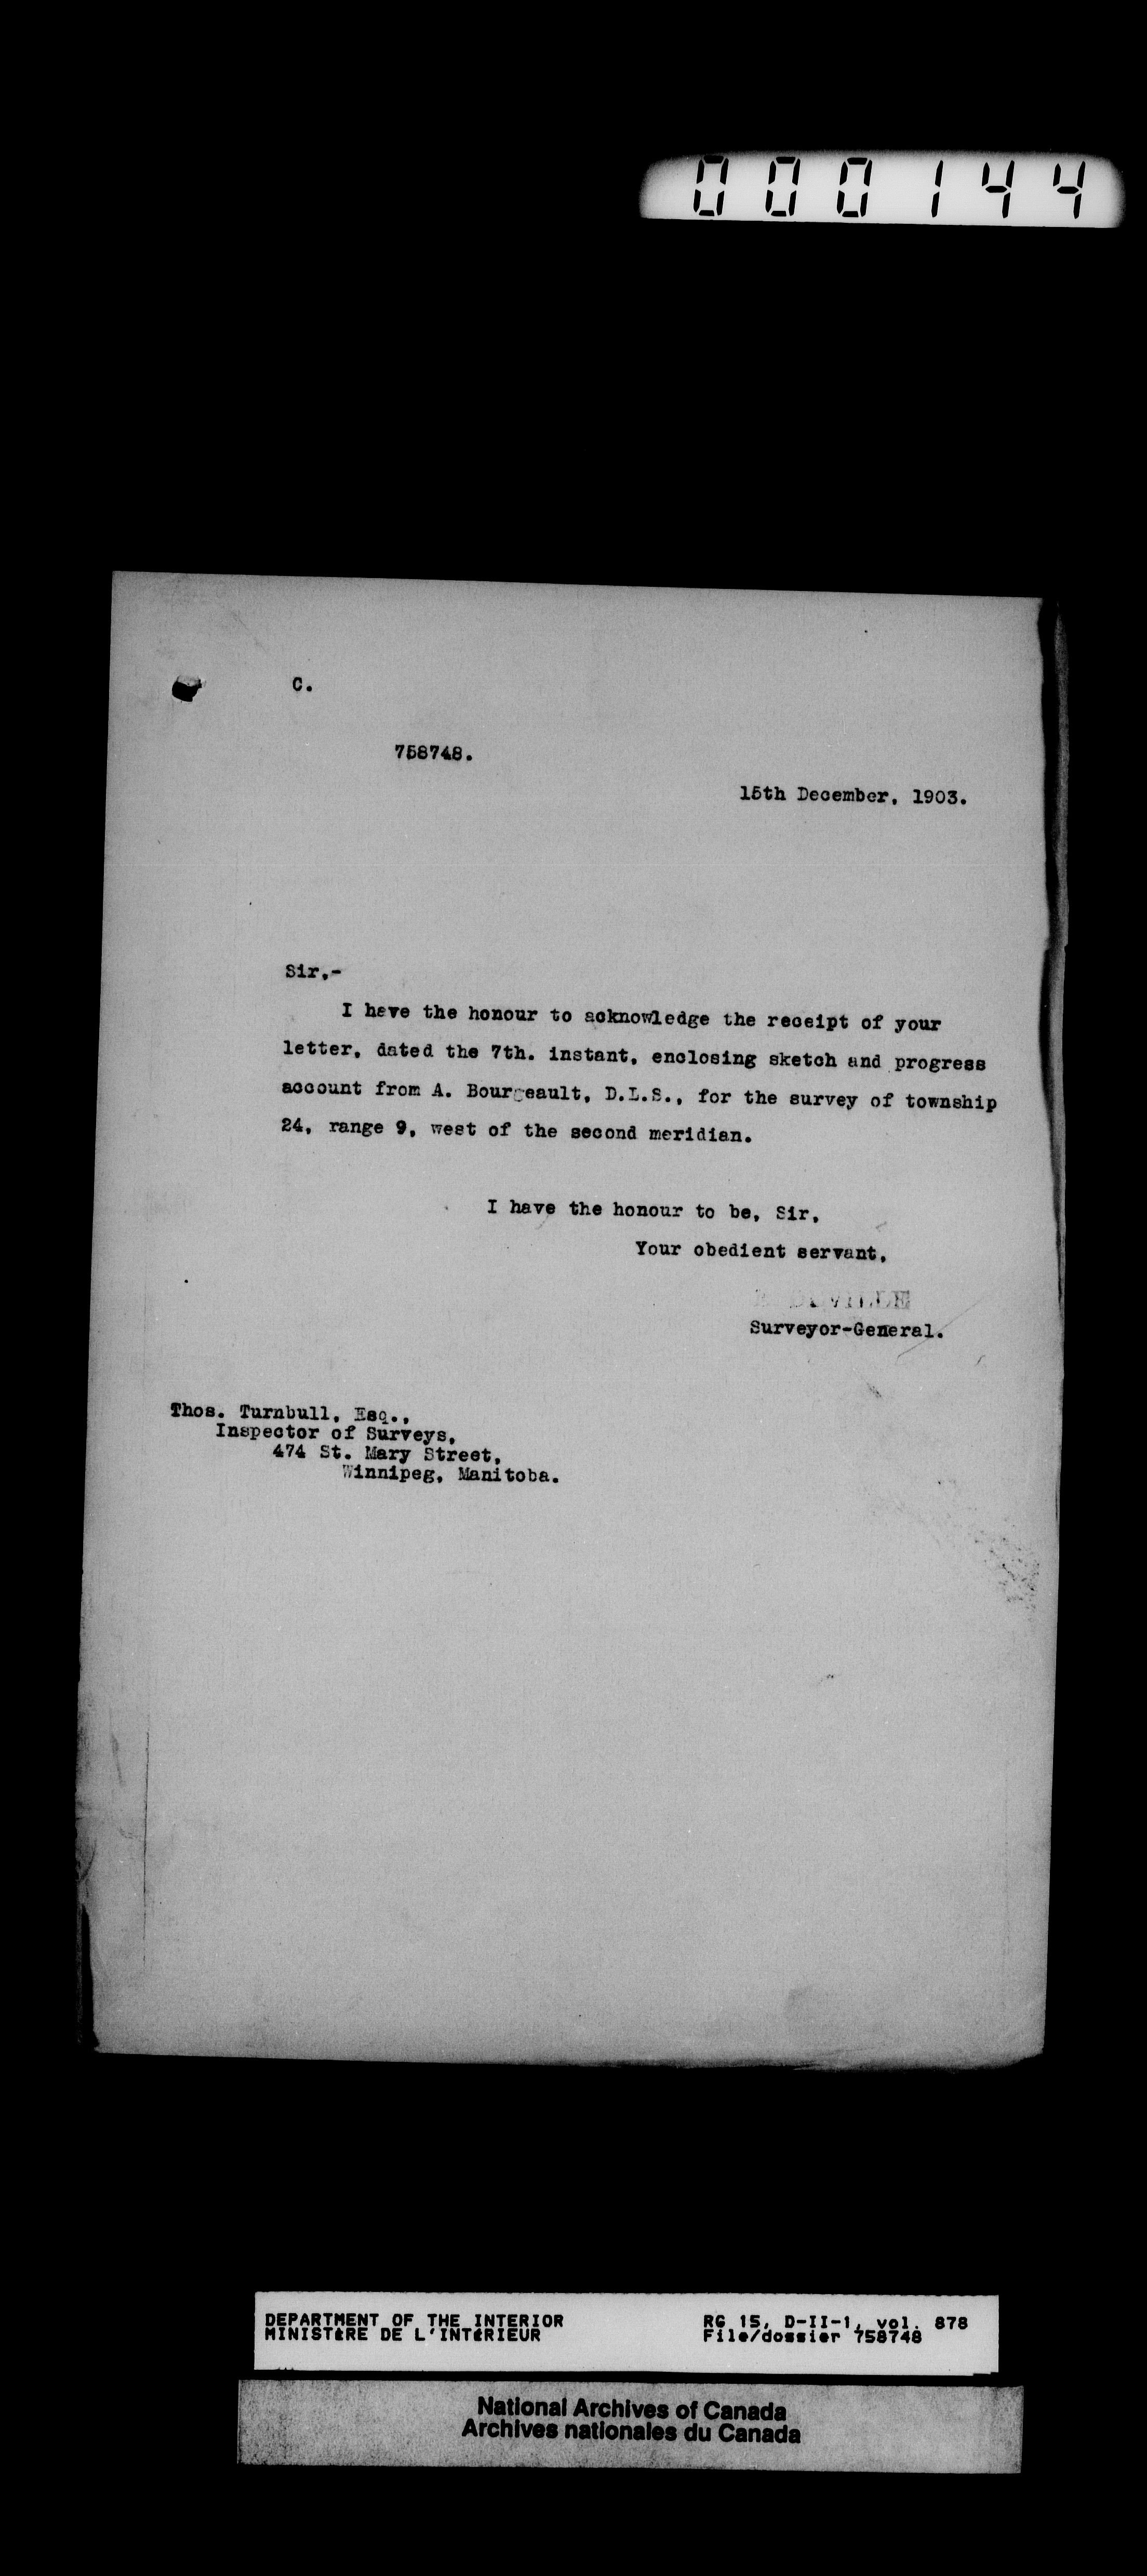 000144
C.
758748.
15th December, 1903.
Sir,-
I have the honour to acknowledge the receipt of your
letter, dated the 7th. instant, enclosing sketch and progress
account from A. Bourgeault, D.L.S., for the survey of township
24, range 9, west of the second meridian.
I have the honour to be, Sir,
Your obedient servant,
DEVILLE
Surveyor-General.
Thos. Turnbull, Esq.,
Inspector of Surveys,
474 St. Mary Street,
Winnipeg, Manitoba.
DEPARTMENT OF THE INTERIOR RG 15, D-II-1, vol. 878
MINISTÈRE DE L'INTÉRIEUR File/dossier 758748
National Archives of Canada
Archives nationales du Canada